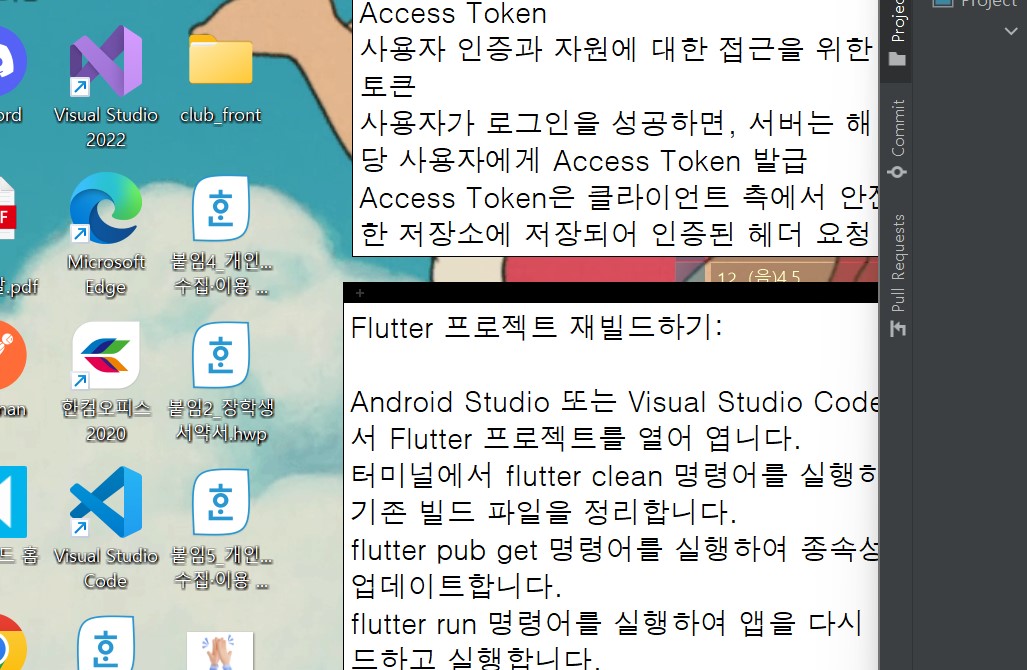 Access Token
사용자 인증과 자원에 대한 접근을 위한
토큰
사용자가 로그인을 성공하면, 서버는 해
당 사용자에게 Access Token 발급
Access Token은 클라이언트 측에서
한 저장소에 저장되어 인증된 헤더 요청
12. (음)4.5
+
Flutter 프로젝트 재빌드하기:
Android Studio 또는 Visual Studio Code
서 Flutter 프로젝트를 열어 엽니다.
터미널에서 flutter clean 명령어를 실행
기존 빌드 파일을 정리합니다.
flutter pub get 명령어를 실행하여
업데이트합니다.
flutter run 명령어를 실행하여 앱을 다시
드하고 실행합니다.
Visual Studio
2022
club_front
Microsoft
Edge
붙임4_개인...
수집·이용 ...
.pdf
한컴오피스
2020
붙임2_장학생
서약서.hwp
Visual Studio
Code
붙임5_개인...
수집·이용 ...
드 홈
Project
Project
Commit
Pull Requests